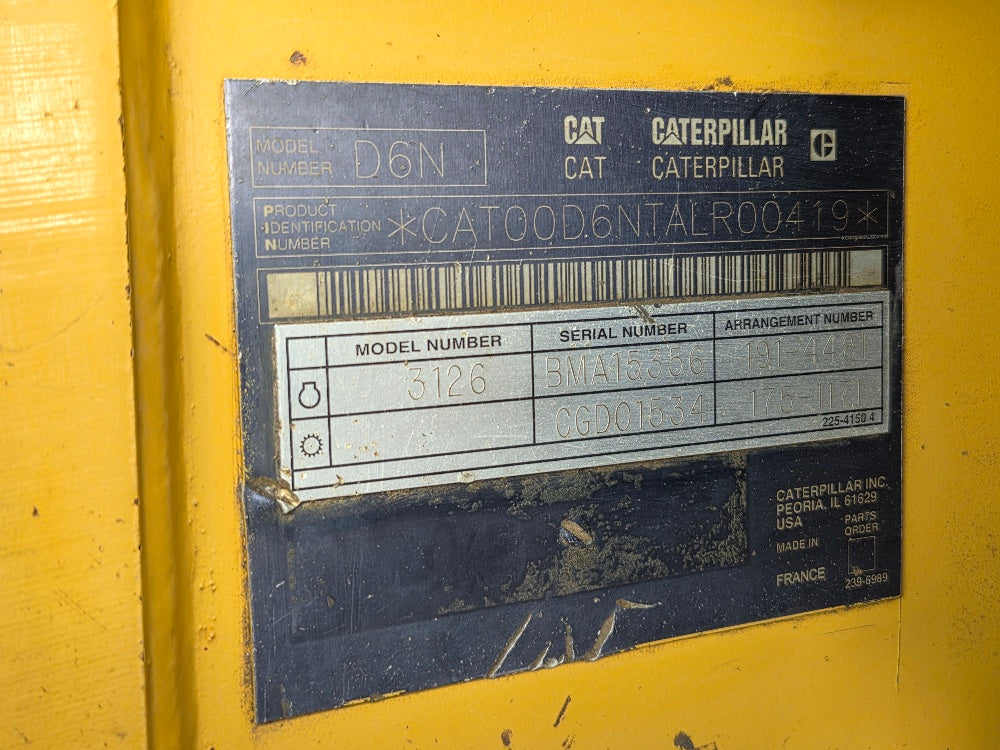 MODEL NUMBER D6N
CAT CATERPILLAR
CAT CATERPILLAR
PRODUCT IDENTIFICATION NUMBER *CAT00D6NTALR00419*
MODEL NUMBER SERIAL NUMBER ARRANGEMENT NUMBER
3126 BMA15356
CGD01534
225-4150 4
CATERPILLAR INC.
PEORIA, IL 61629
USA
PARTS ORDER
MADE IN
FRANCE
239-6989